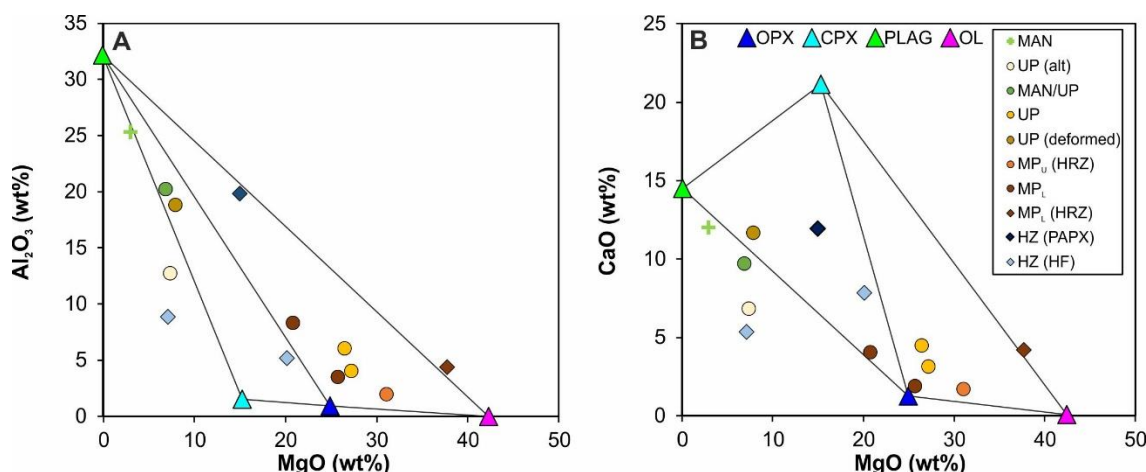 A
35
30
25
20
15
10
5
0
Al₂O₃ (wt%)
0 10 20 30 40 50
MgO (wt%)
B
OPX CPX PLAG OL
25
20
15
10
5
0
CaO (wt%)
0 10 20 30 40 50
MgO (wt%)
MAN
UP (alt)
MAN/UP
UP
UP (deformed)
MPᵤ (HRZ)
MP_L
MP_L (HRZ)
HZ (PAPX)
HZ (HF)